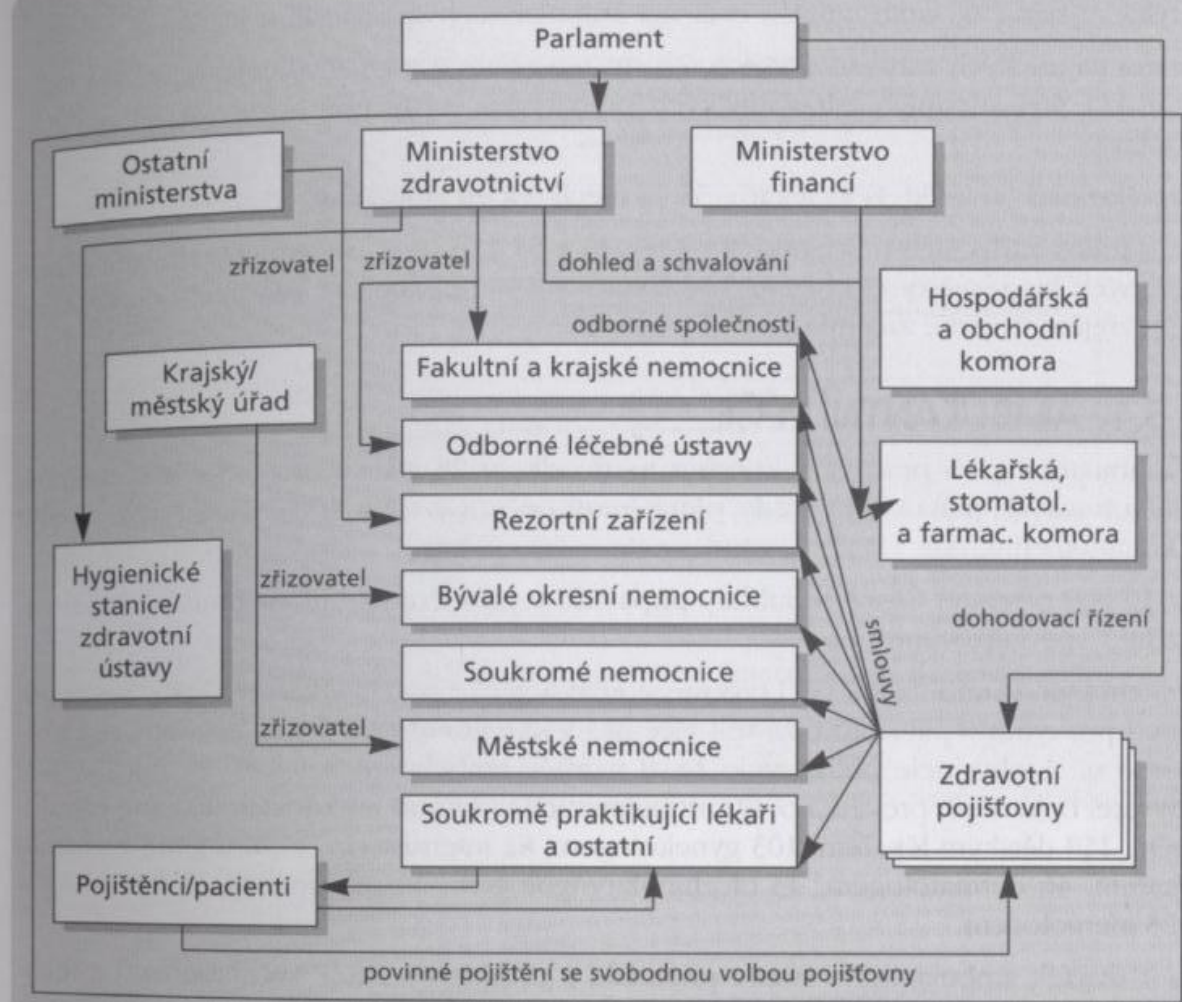 Parlament
Ostatní
ministerstva
Ministerstvo
zdravotnictví
Ministerstvo
financí
zřizovatel
zřizovatel
dohled a schvalování
Hospodářská
a obchodní
komora
odborné společnosti
Krajský/
městský úřad
Fakultní a krajské nemocnice
Odborné léčebné ústavy
Lékařská,
stomatol.
a farmac. komora
Rezortní zařízení
Hygienické
stanice/
zdravotní
ústavy
zřizovatel
Bývalé okresní nemocnice
smlouvy
dohodovací řízení
Soukromé nemocnice
zřizovatel
Městské nemocnice
Zdravotní
pojišťovny
Soukromě praktikující lékaři
a ostatní
Pojištěnci/pacienti
povinné pojištění se svobodnou volbou pojišťovny